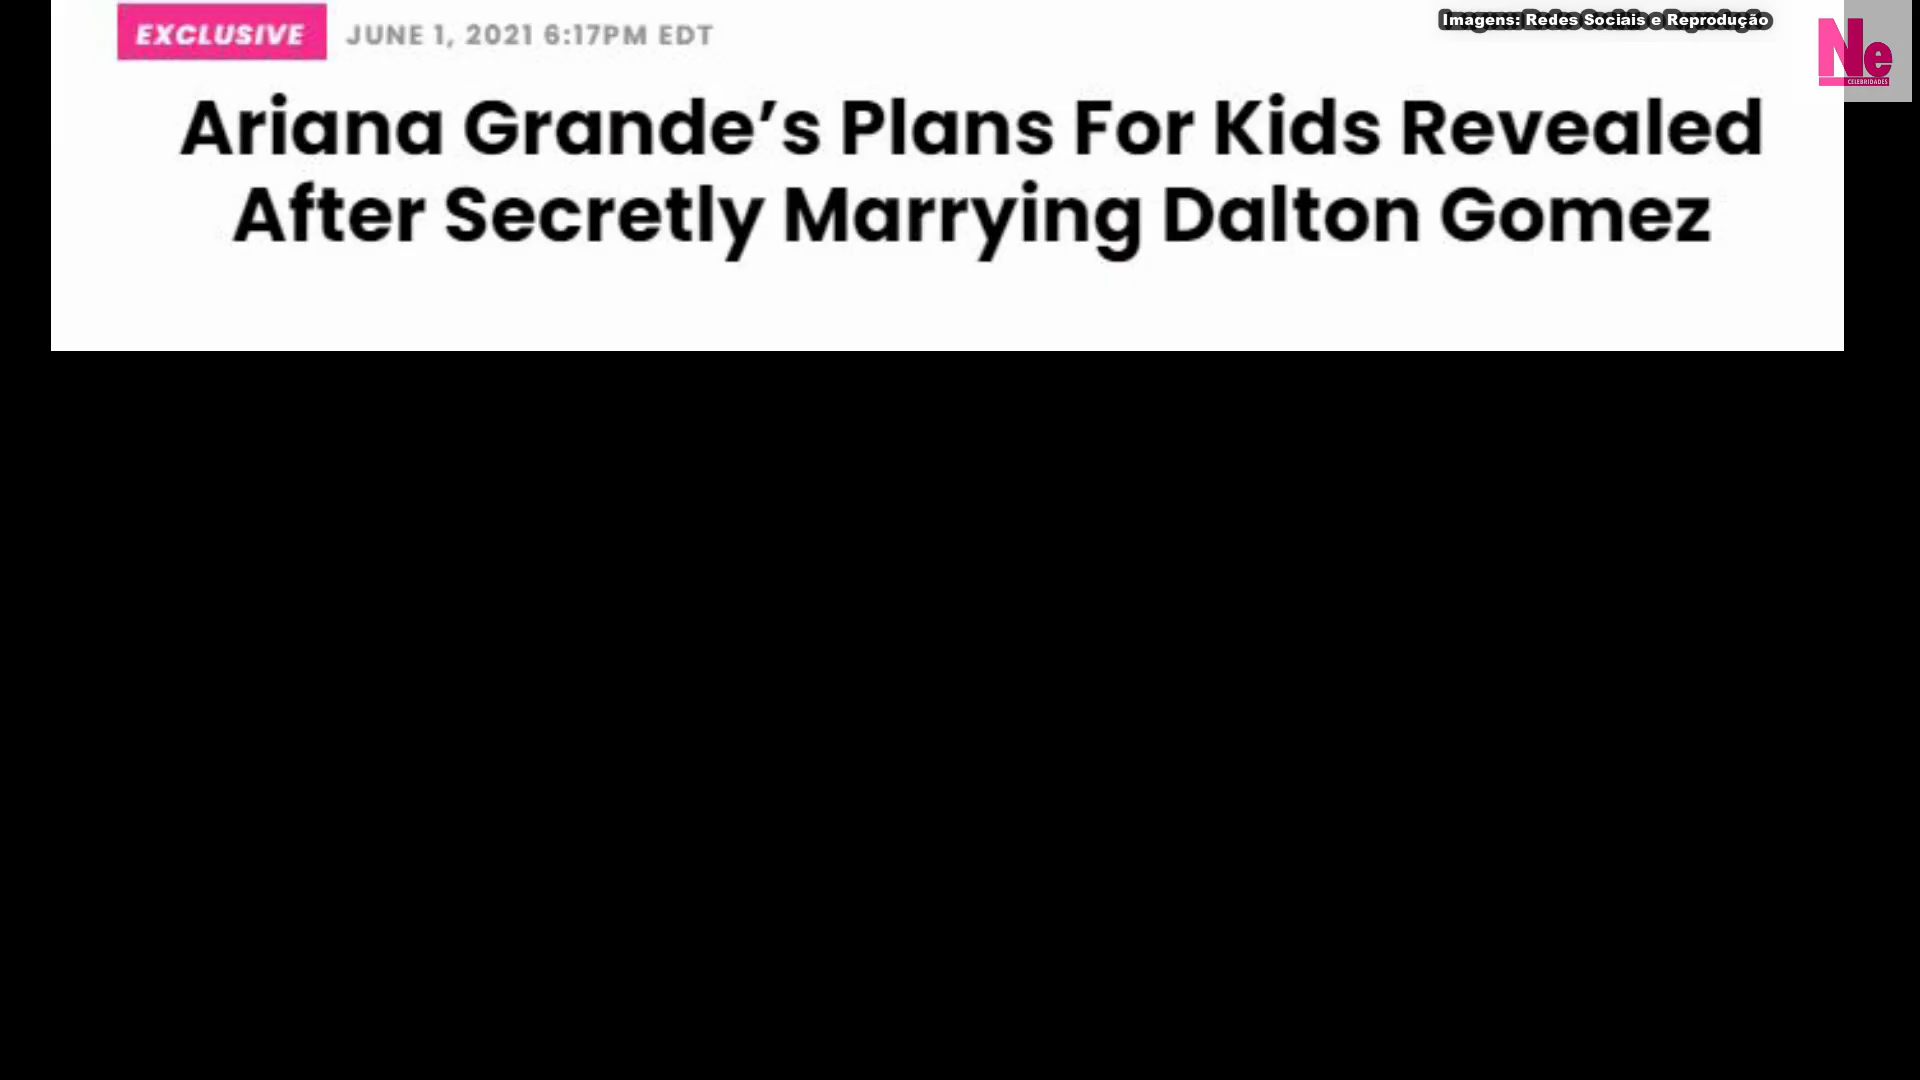 EXCLUSIVE JUNE 1, 2021 6:17PM EDT
Imagens: Redes Sociais e Reprodução
Ne
CELEBRIDADES
Ariana Grande’s Plans For Kids Revealed
After Secretly Marrying Dalton Gomez